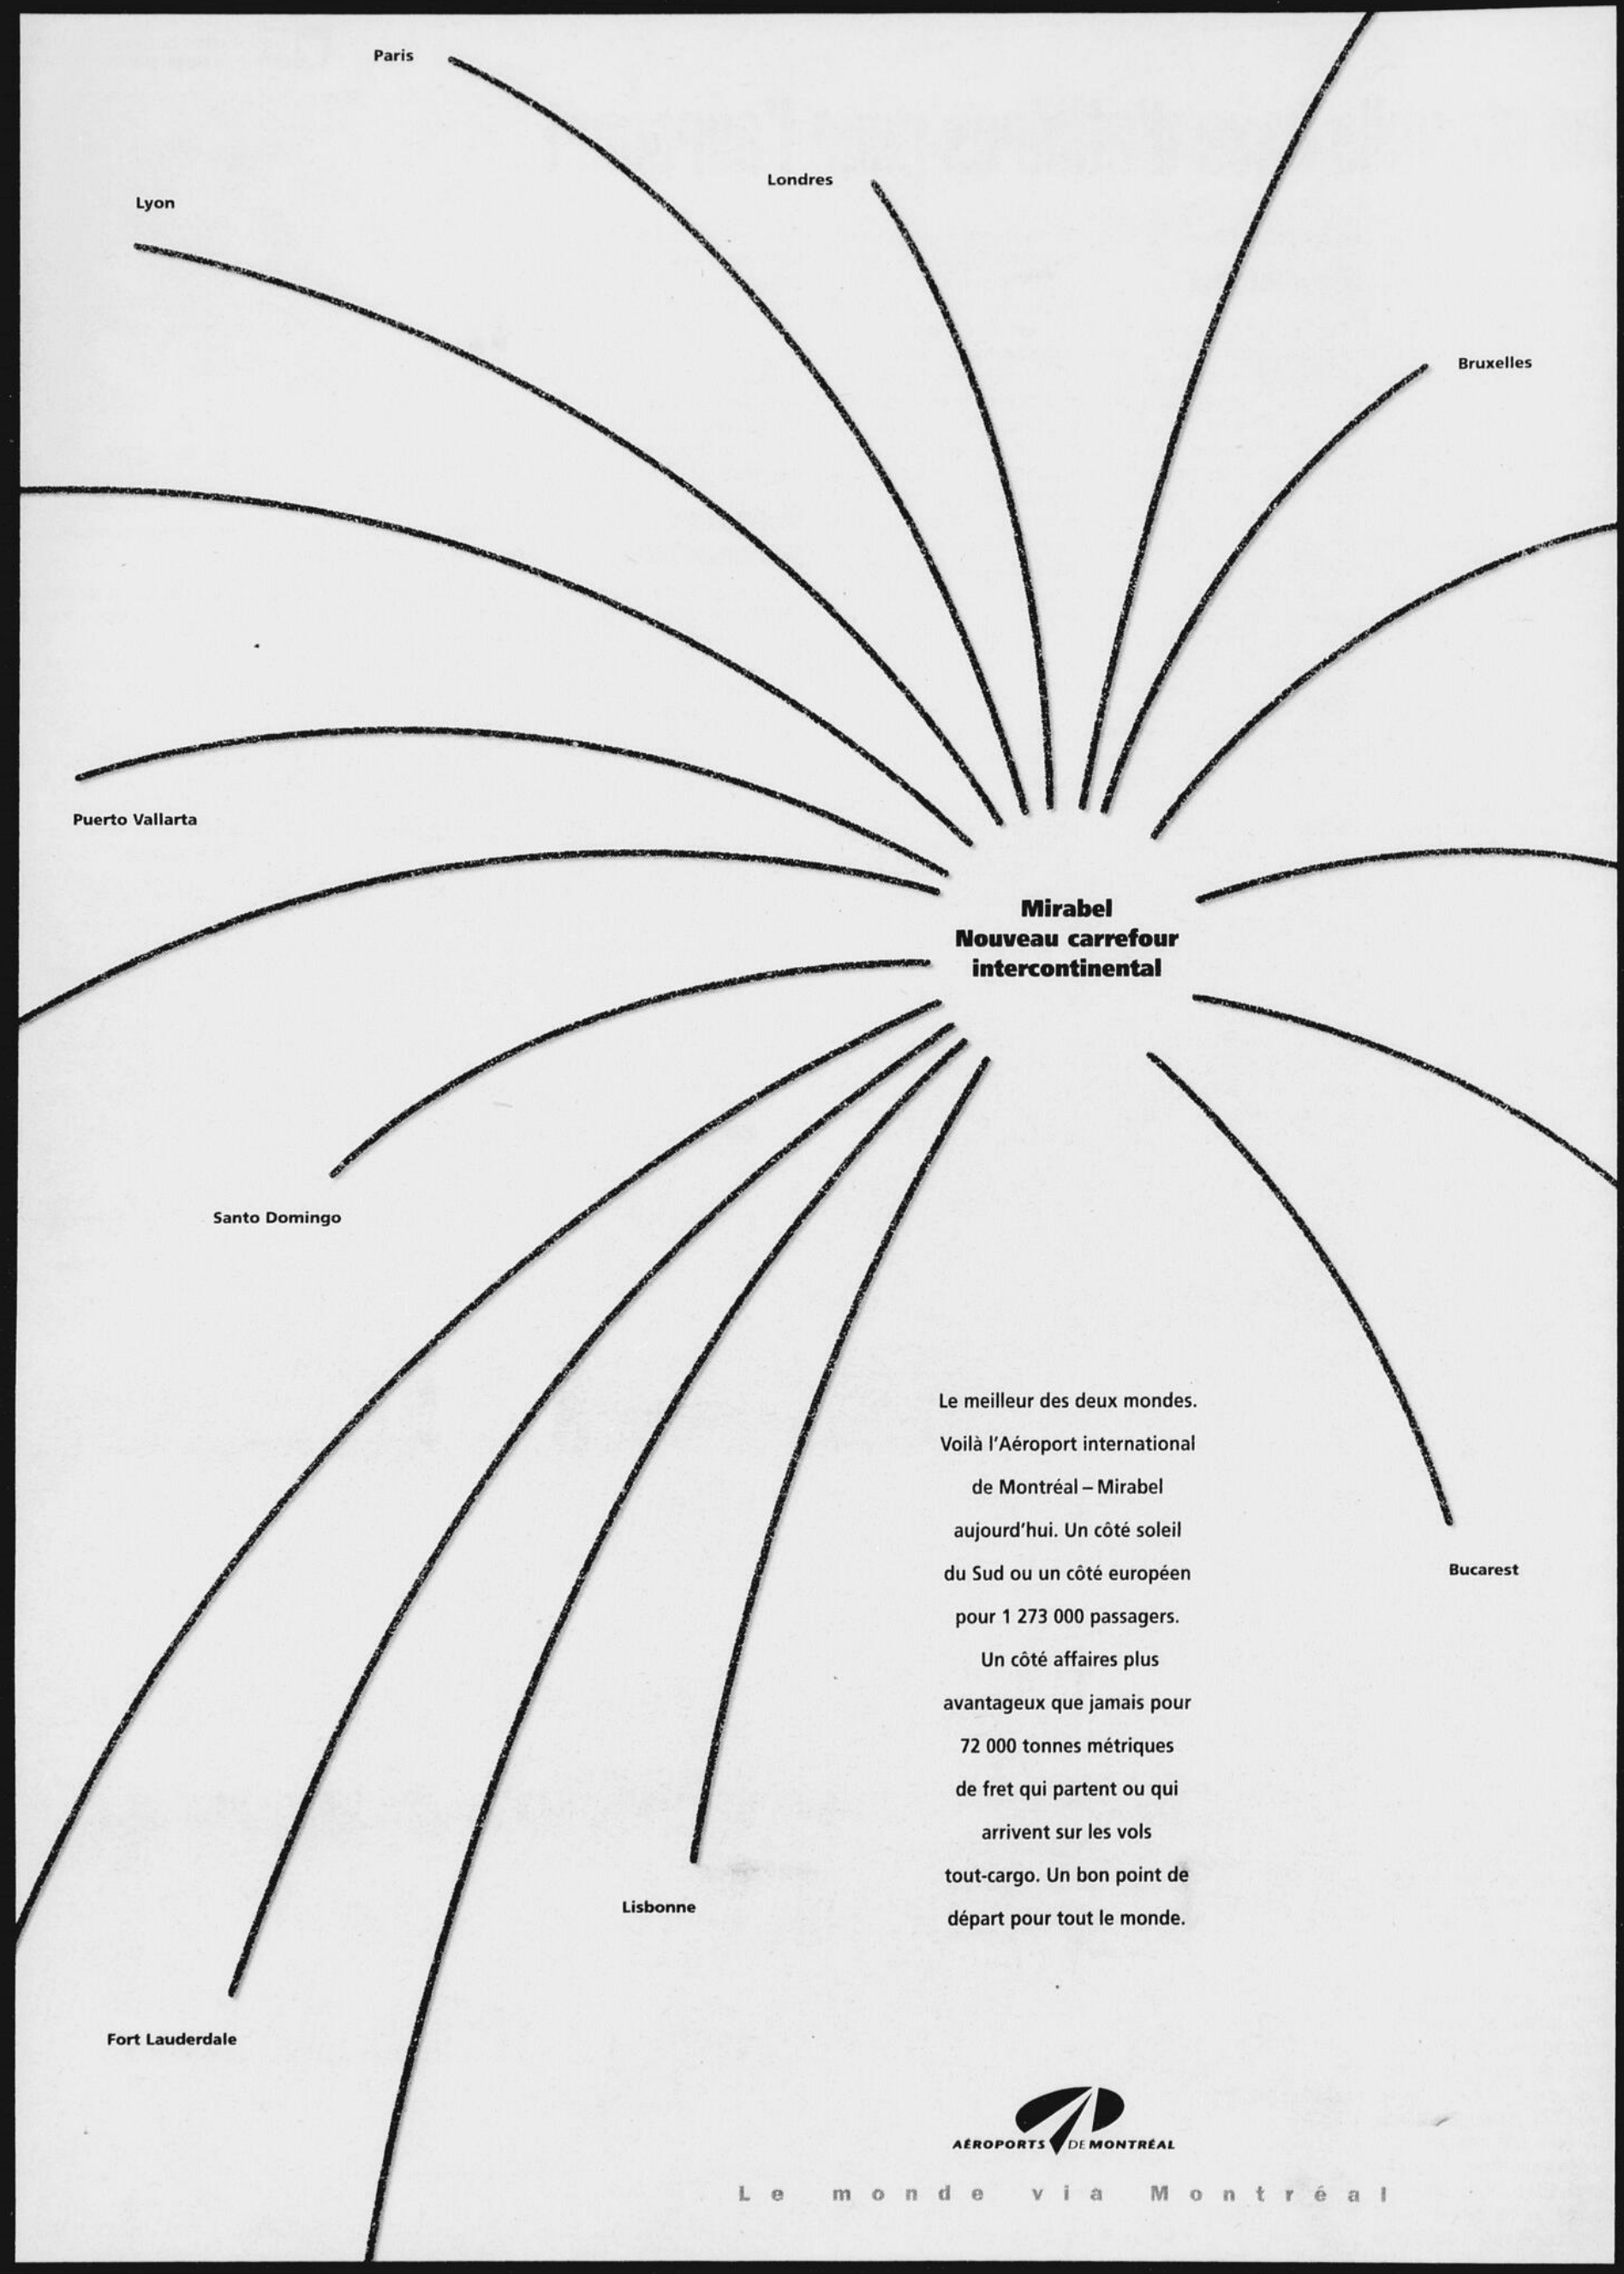 Paris
Londres
Lyon
Bruxelles
Puerto Vallarta
Mirabel
Nouveau carrefour
intercontinental
Santo Domingo
Le meilleur des deux mondes.
Voilà l'Aéroport international
de Montréal – Mirabel
aujourd'hui. Un côté soleil
du Sud ou un côté européen
pour 1 273 000 passagers.
Un côté affaires plus
avantageux que jamais pour
72 000 tonnes métriques
de fret qui partent ou qui
arrivent sur les vols
tout-cargo. Un bon point de
départ pour tout le monde.
Bucarest
Lisbonne
Fort Lauderdale
AÉROPORTS DE MONTRÉAL
Le monde via Montréal